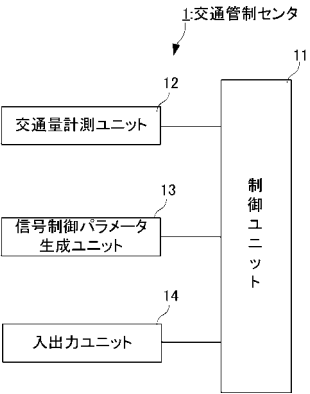 1:交通管制センタ
11
12
交通量計測ユニット
13
信号制御パラメータ
生成ユニット
14
入出力ユニット
制御ユニット